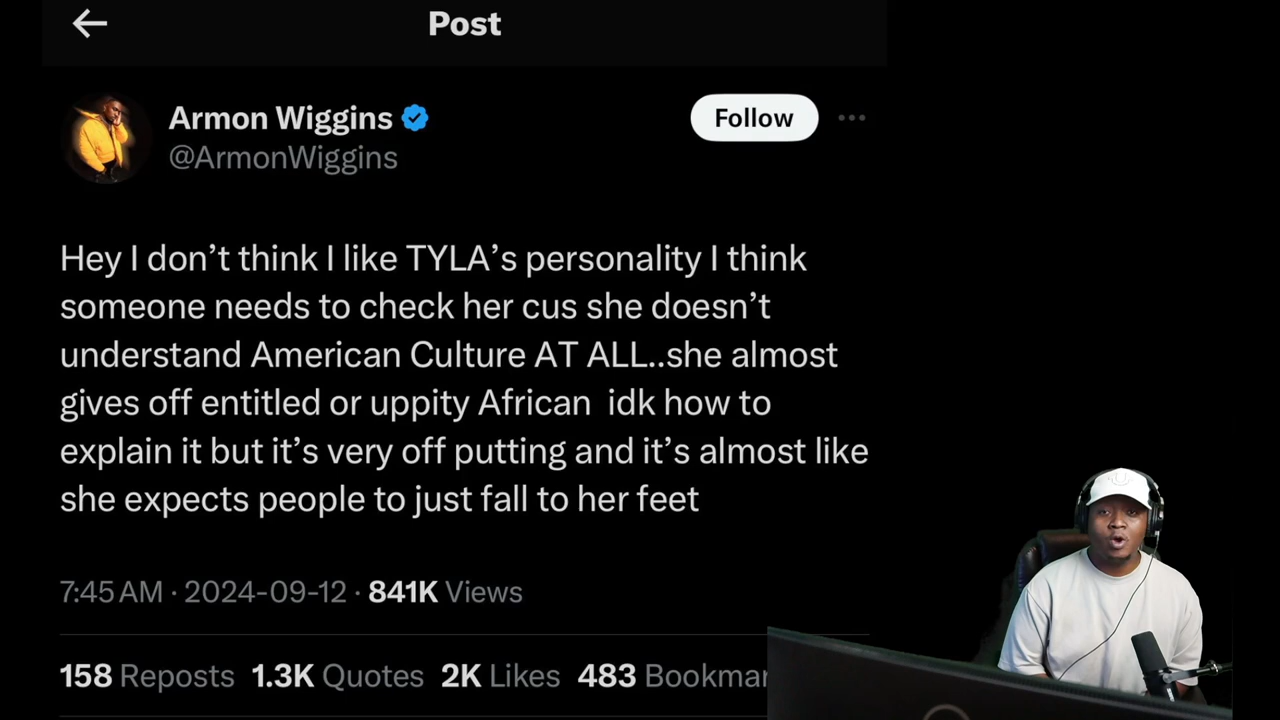 Post
Armon Wiggins
@ArmonWiggins
Follow
Hey I don’t think I like TYLA’s personality I think
someone needs to check her cus she doesn’t
understand American Culture AT ALL..she almost
gives off entitled or uppity African  idk how to
explain it but it’s very off putting and it’s almost like
she expects people to just fall to her feet
7:45 AM · 2024-09-12 · 841K Views
158 Reposts 1.3K Quotes 2K Likes 483 Bookmar